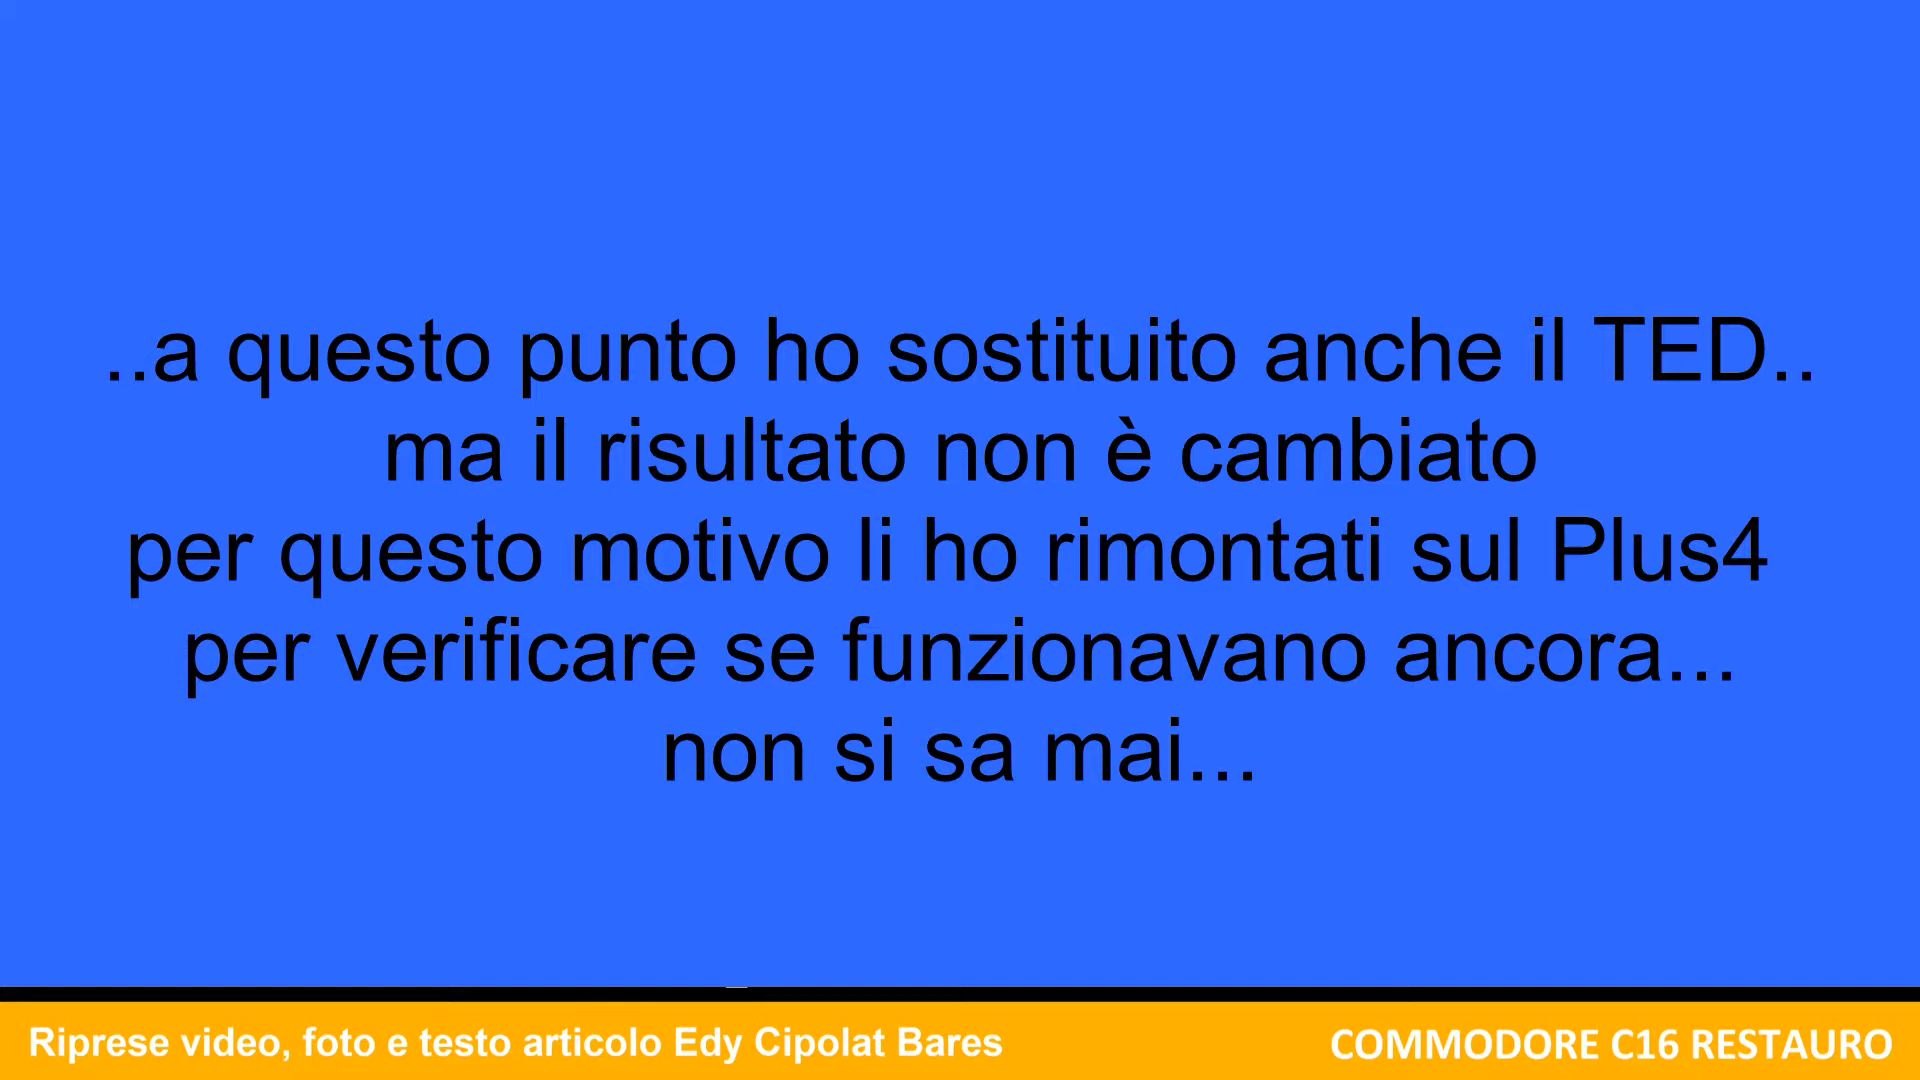 ..a questo punto ho sostituito anche il TED..
ma il risultato non è cambiato
per questo motivo li ho rimontati sul Plus4
per verificare se funzionavano ancora...
non si sa mai...
Riprese video, foto e testo articolo Edy Cipolat Bares
COMMODORE C16 RESTAURO